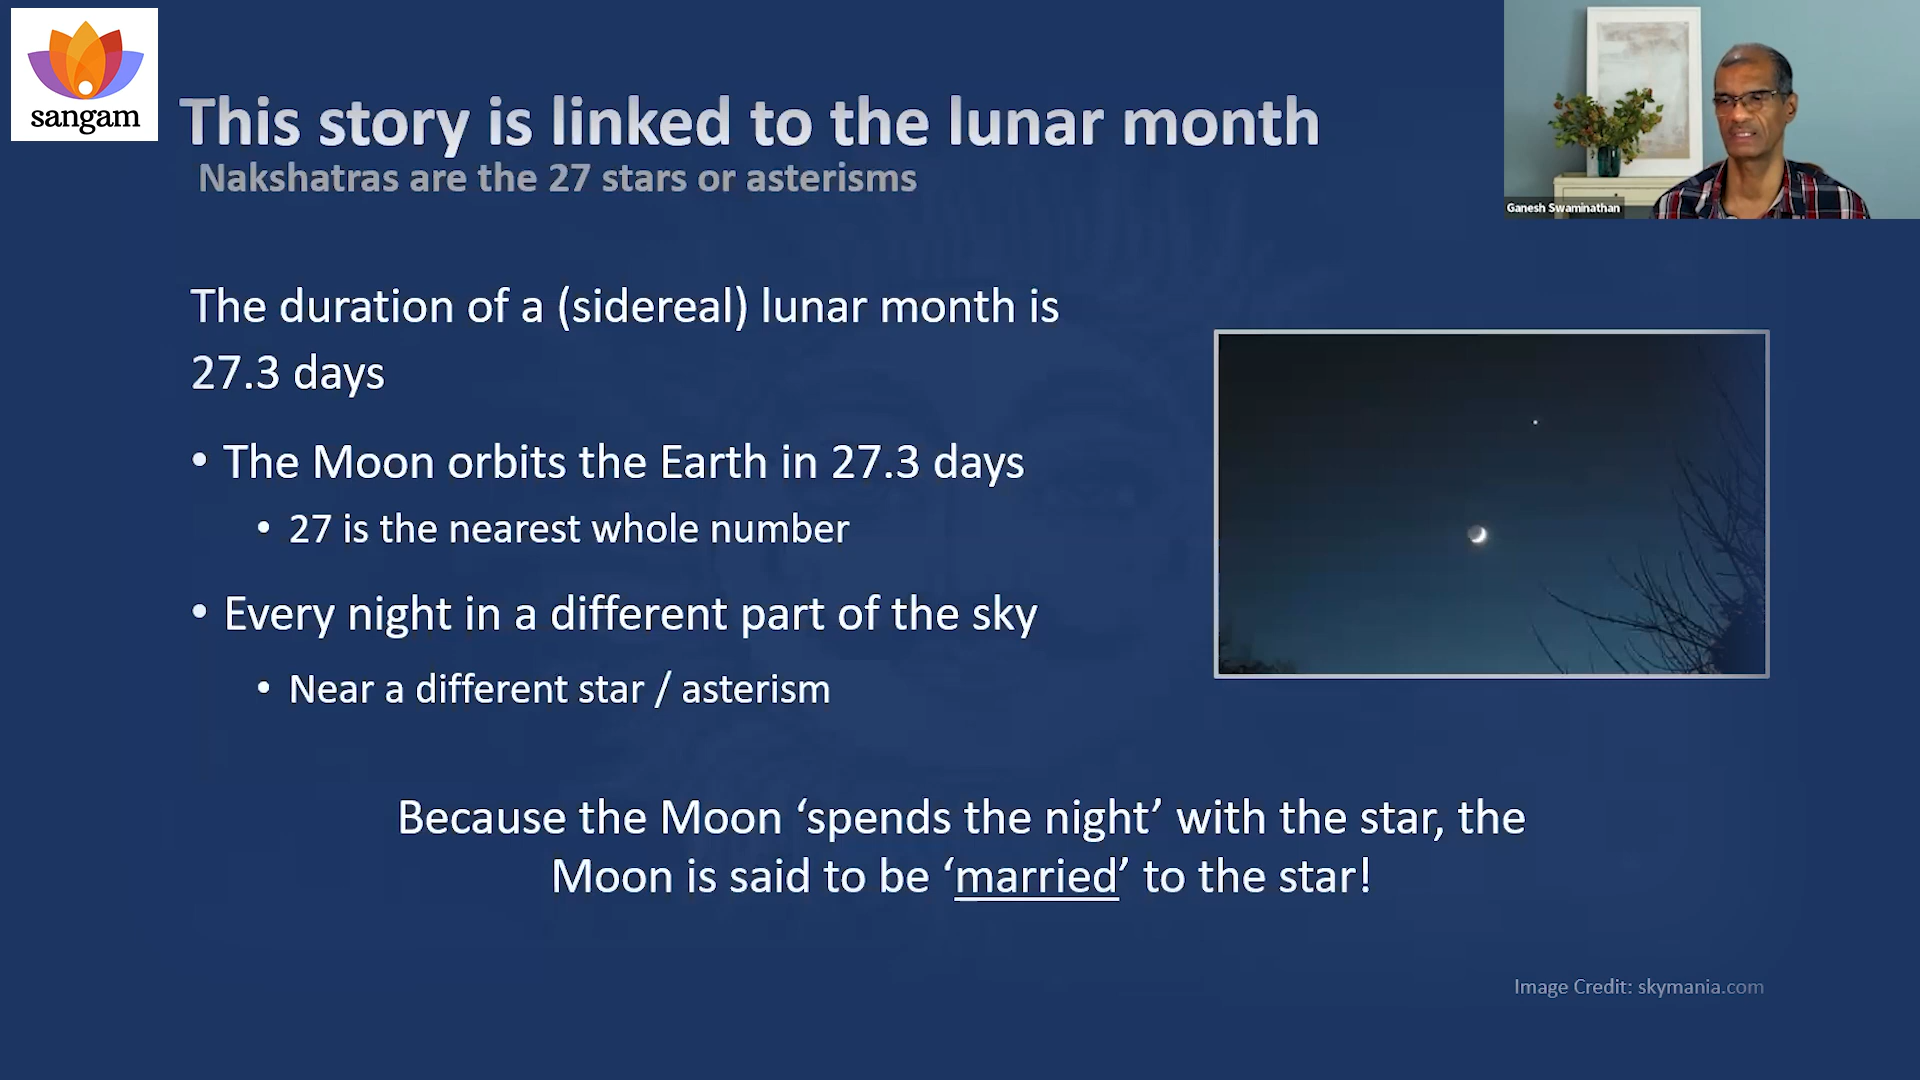 sangam
This story is linked to the lunar month
Nakshatras are the 27 stars or asterisms
Ganesh Swaminathan
The duration of a (sidereal) lunar month is
27.3 days
• The Moon orbits the Earth in 27.3 days
• 27 is the nearest whole number
• Every night in a different part of the sky
• Near a different star / asterism
Because the Moon ‘spends the night’ with the star, the
Moon is said to be ‘married’ to the star!
Image Credit: skymania.com